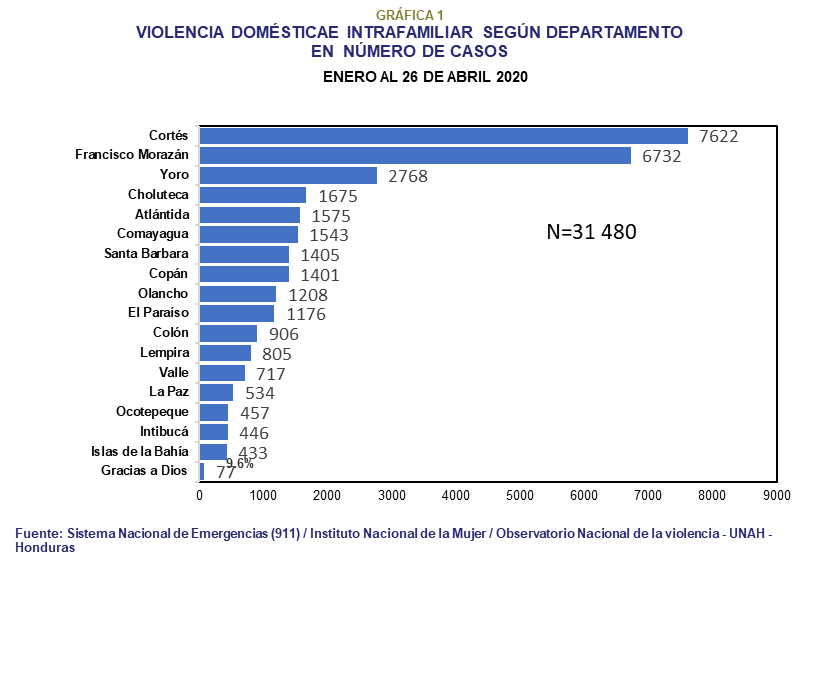 GRÁFICA 1
VIOLENCIA DOMÉSTICAE INTRAFAMILIAR SEGÚN DEPARTAMENTO
EN NÚMERO DE CASOS
ENERO AL 26 DE ABRIL 2020
Cortés 7622
Francisco Morazán 6732
Yoro 2768
Choluteca 1675
Atlántida 1575
Comayagua 1543
N=31 480
Santa Barbara 1405
Copán 1401
Olancho 1208
El Paraíso 1176
Colón 906
Lempira 805
Valle 717
La Paz 534
Ocotepeque 457
Intibucá 446
Islas de la Bahía 433
9.6%
Gracias a Dios 77
0 1000 2000 3000 4000 5000 6000 7000 8000 9000
Fuente: Sistema Nacional de Emergencias (911) / Instituto Nacional de la Mujer / Observatorio Nacional de la violencia - UNAH -
Honduras